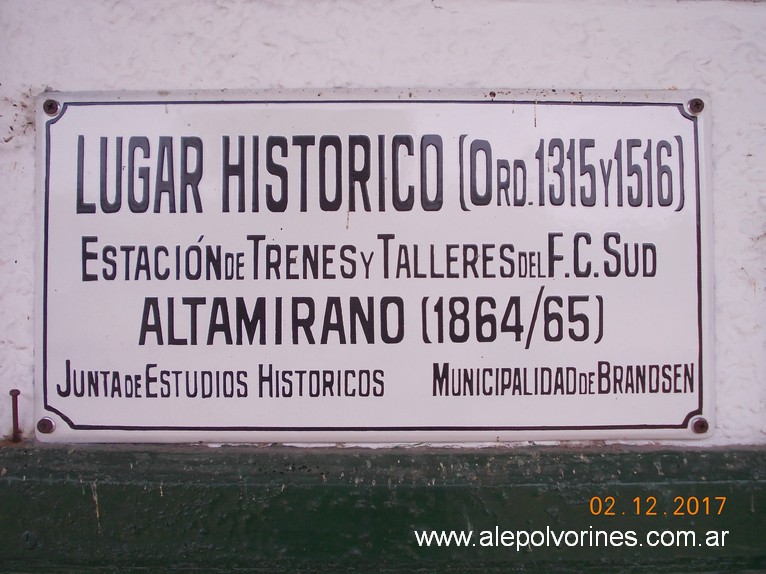 LUGAR HISTORICO (ORD. 1315 Y 1516)
ESTACIÓN DE TRENES Y TALLERES DEL F.C. SUD
ALTAMIRANO (1864/65)
JUNTA DE ESTUDIOS HISTORICOS MUNICIPALIDAD DE BRANDSEN
02.12.2017
www.alepolvorines.com.ar